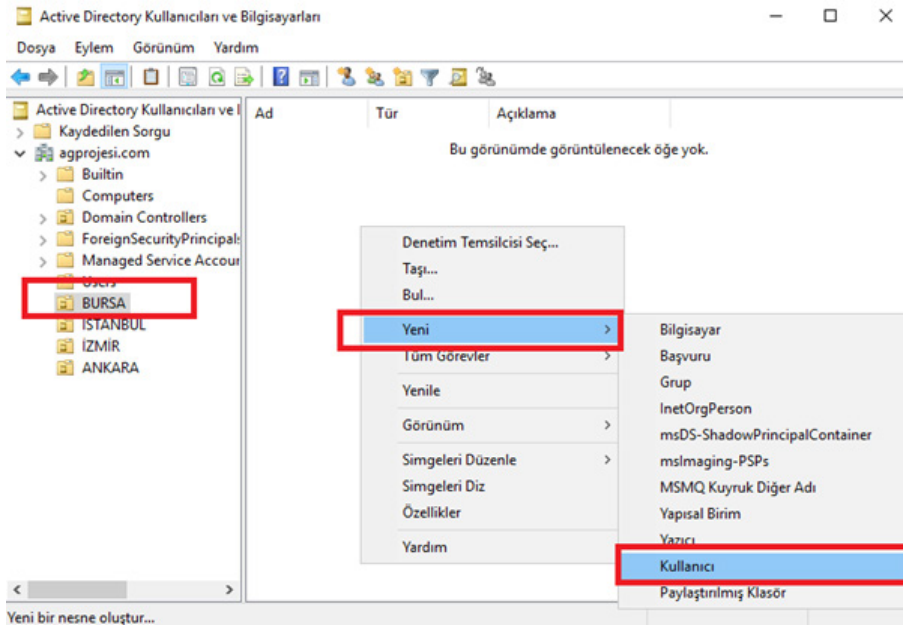 Active Directory Kullanıcıları ve Bilgisayarları
Dosya Eylem Görünüm Yardım
Active Directory Kullanıcıları ve
Kaydedilen Sorgu
agprojesi.com
Builtin
Computers
Domain Controllers
ForeignSecurityPrincipals
Managed Service Accour
Users
BURSA
İSTANBUL
İZMİR
ANKARA
Ad Tür Açıklama
Bu görünümde görüntülenecek öğe yok.
Denetim Temsilcisi Seç...
Taşı...
Bul...
Yeni
Tüm Görevler
Yenile
Görünüm
Simgeleri Düzenle
Simgeleri Diz
Özellikler
Yardım
Bilgisayar
Başvuru
Grup
InetOrgPerson
msDS-ShadowPrincipalContainer
msImaging-PSPs
MSMQ Kuyruk Diğer Adı
Yapısal Birim
Yazıcı
Kullanıcı
Paylaştırılmış Klasör
Yeni bir nesne oluştur...